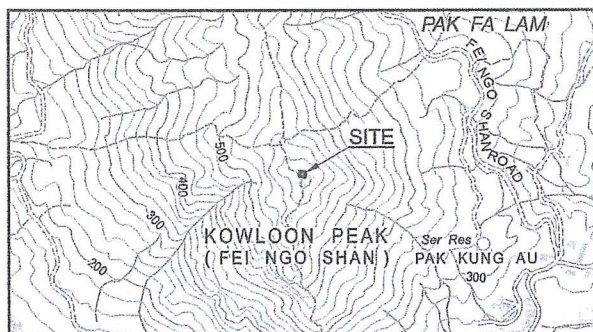 PAK FA LAM
FEI NGO SHAN ROAD
SITE
500
400
300
200
KOWLOON PEAK
( FEI NGO SHAN )
Ser Res
PAK KUNG AU
300